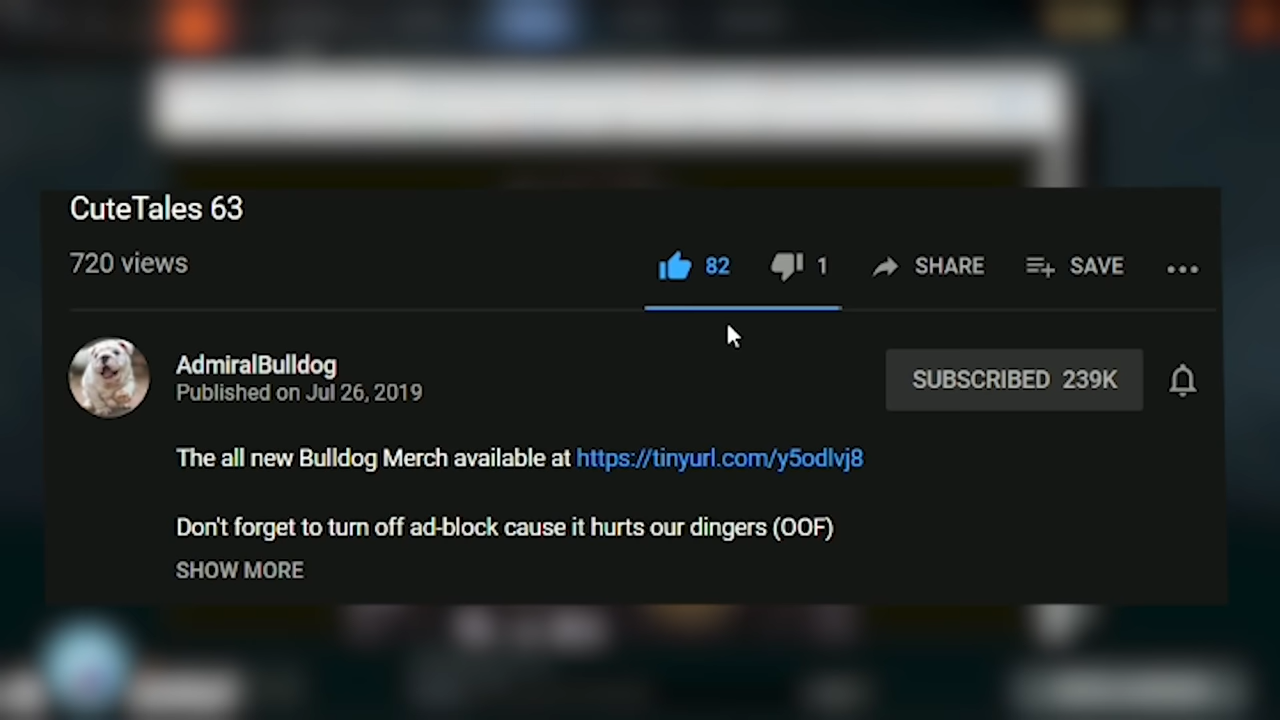 CuteTales 63
720 views
82 1 SHARE SAVE
AdmiralBulldog
Published on Jul 26, 2019
SUBSCRIBED 239K
The all new Bulldog Merch available at https://tinyurl.com/y5odlvj8
Don't forget to turn off ad-block cause it hurts our dingers (OOF)
SHOW MORE